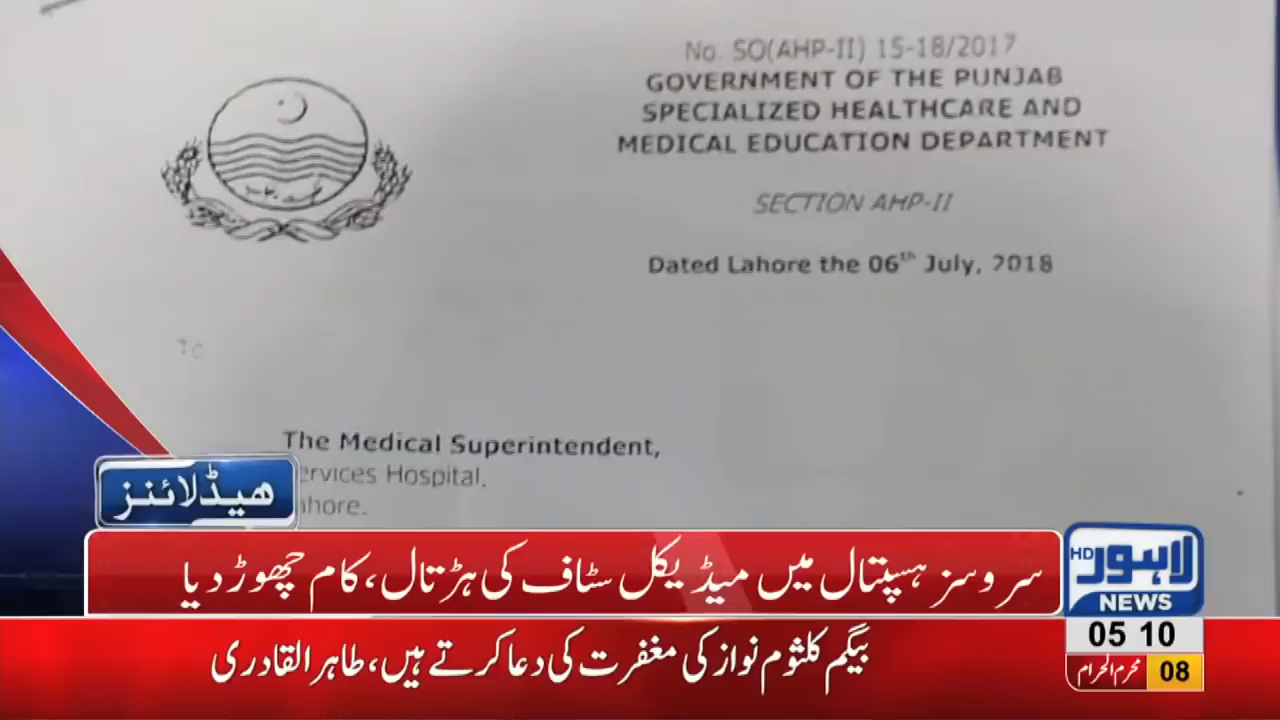 No. SO(AHP-II) 15-18/2017
GOVERNMENT OF THE PUNJAB
SPECIALIZED HEALTHCARE AND
MEDICAL EDUCATION DEPARTMENT
SECTION AHP-II
Dated Lahore the 06th July, 2018
To
The Medical Superintendent,
ervices Hospital,
ahore.
ھیڈلائنز
سروسز ہسپتال میں میڈیکل سٹاف کی ہڑتال، کام چھوڑ دیا
بیگم کلثوم نواز کی مغفرت کی دعا کرتے ہیں، طاہر القادری
لاہور HD
NEWS
05 10
محرم الحرام 08